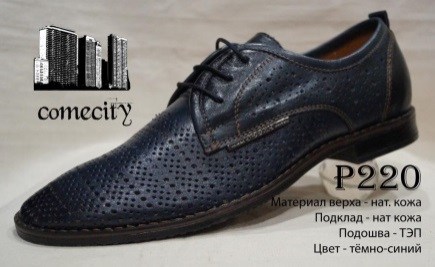 comecity
P220
Материал верха - нат. кожа
Подклад - нат кожа
Подошва - ТЭП
Цвет - тёмно-синий